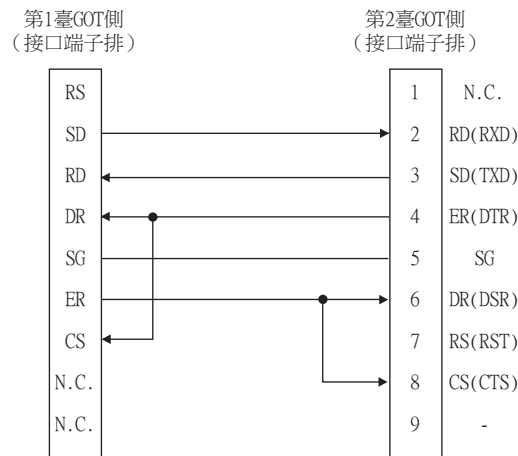 第1臺GOT側
(接口端子排)
第2臺GOT側
(接口端子排)
RS 1 N.C.
SD 2 RD(RXD)
RD 3 SD(TXD)
DR 4 ER(DTR)
SG 5 SG
ER 6 DR(DSR)
CS 7 RS(RST)
N.C. 8 CS(CTS)
N.C. 9 -